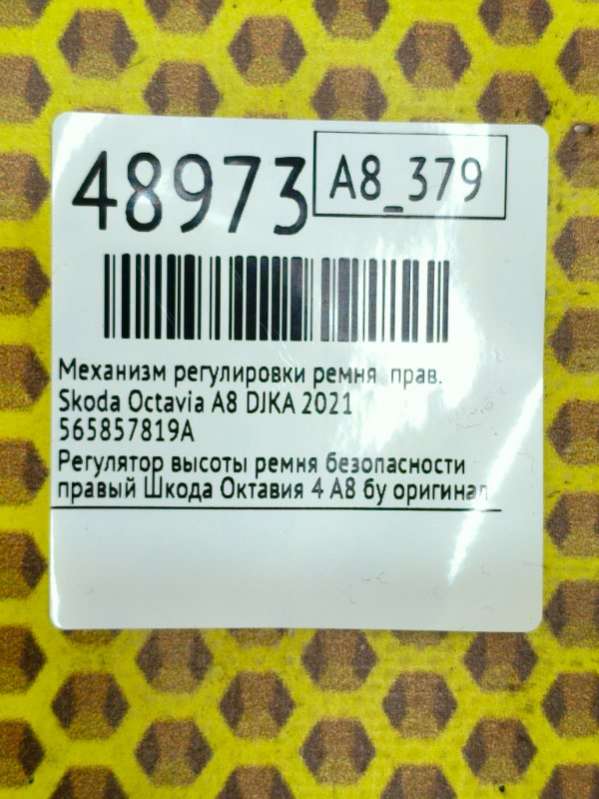 48973
A8_379
Механизм регулировки ремня прав.
Skoda Octavia A8 DJKA 2021
565857819A
Регулятор высоты ремня безопасности
правый Шкода Октавия 4 А8 бу оригинал